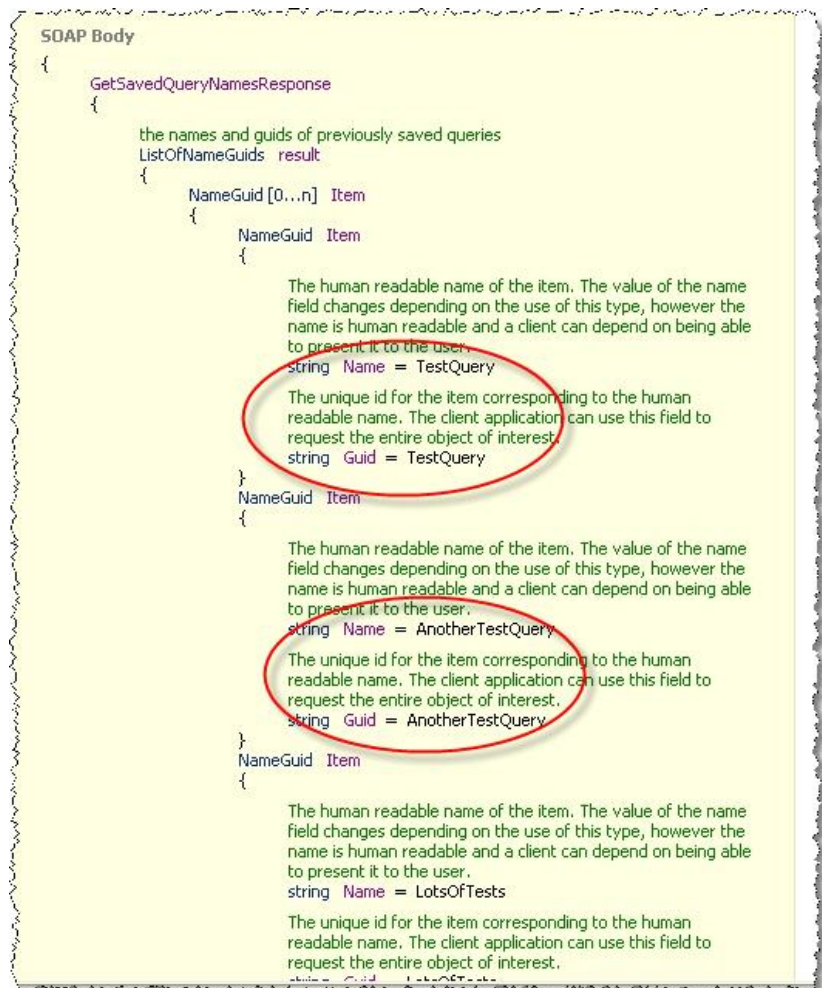 SOAP Body
{
GetSavedQueryNamesResponse
{
the names and guids of previously saved queries
ListOfNameGuids result
{
NameGuid [0...n] Item
{
NameGuid Item
{
The human readable name of the item. The value of the name
field changes depending on the use of this type, however the
name is human readable and a client can depend on being able
to present it to the user.
string Name = TestQuery
The unique id for the item corresponding to the human
readable name. The client application can use this field to
request the entire object of interest.
string Guid = TestQuery
}
NameGuid Item
{
The human readable name of the item. The value of the name
field changes depending on the use of this type, however the
name is human readable and a client can depend on being able
to present it to the user.
string Name = AnotherTestQuery
The unique id for the item corresponding to the human
readable name. The client application can use this field to
request the entire object of interest.
string Guid = AnotherTestQuery
}
NameGuid Item
{
The human readable name of the item. The value of the name
field changes depending on the use of this type, however the
name is human readable and a client can depend on being able
to present it to the user.
string Name = LotsOfTests
The unique id for the item corresponding to the human
readable name. The client application can use this field to
request the entire object of interest.
string Guid = LotsOfTests